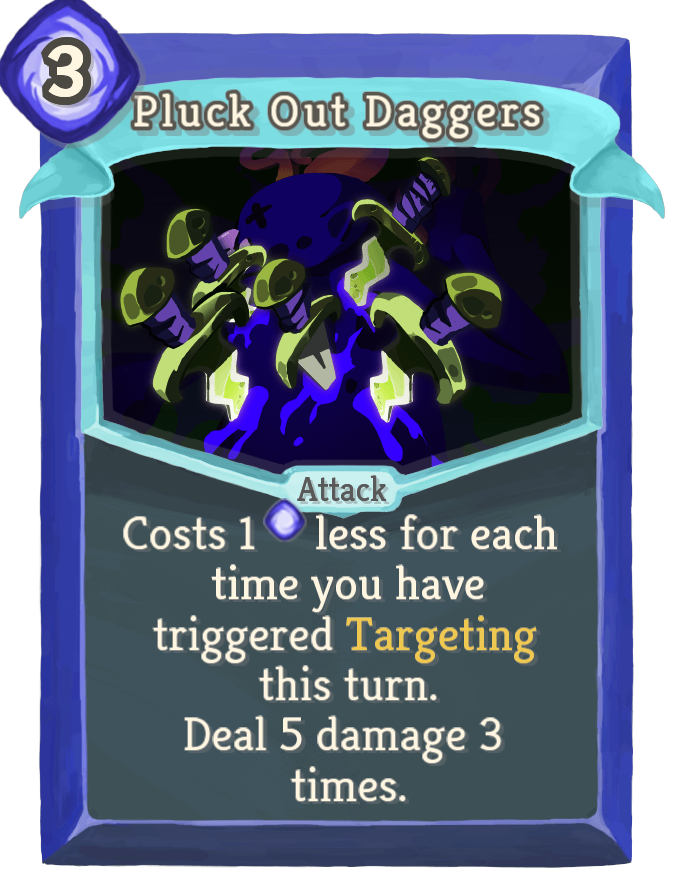 3
Pluck Out Daggers
Attack
Costs 1 less for each
time you have
triggered Targeting
this turn.
Deal 5 damage 3
times.